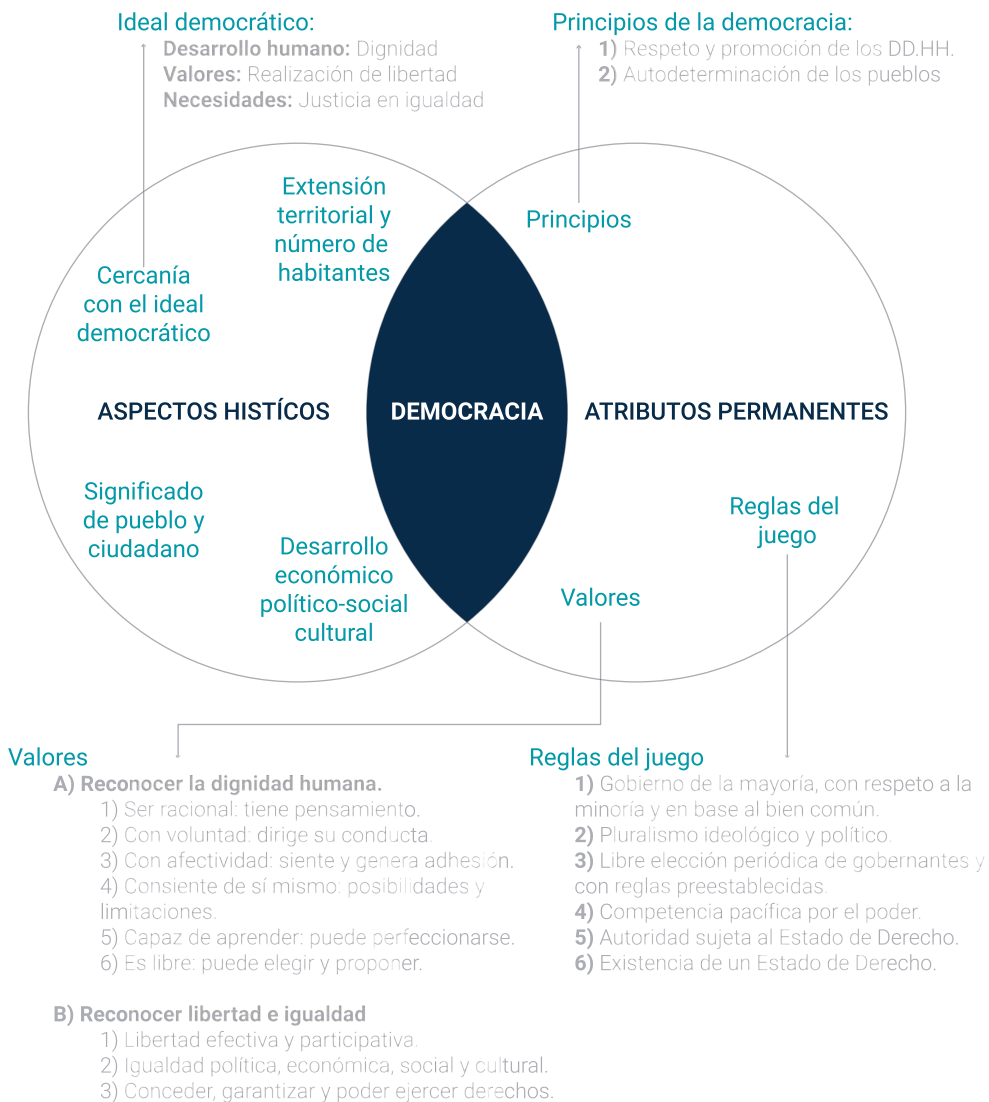 Ideal democrático:
Desarrollo humano: Dignidad
Valores: Realización de libertad
Necesidades: Justicia en igualdad
Principios de la democracia:
1) Respeto y promoción de los DD.HH.
2) Autodeterminación de los pueblos
Extensión
territorial y
número de
habitantes
Principios
Cercanía
con el ideal
democrático
ASPECTOS HISTÍCOS
DEMOCRACIA
ATRIBUTOS PERMANENTES
Significado
de pueblo y
ciudadano
Desarrollo
económico
político-social
cultural
Reglas del
juego
Valores
Valores
A) Reconocer la dignidad humana.
1) Ser racional: tiene pensamiento.
2) Con voluntad: dirige su conducta.
3) Con afectividad: siente y genera adhesión.
4) Consiente de sí mismo: posibilidades y
limitaciones.
5) Capaz de aprender: puede perfeccionarse.
6) Es libre: puede elegir y proponer.
B) Reconocer libertad e igualdad
1) Libertad efectiva y participativa.
2) Igualdad política, económica, social y cultural.
3) Conceder, garantizar y poder ejercer derechos.
Reglas del juego
1) Gobierno de la mayoría, con respeto a la
minoría y en base al bien común.
2) Pluralismo ideológico y político.
3) Libre elección periódica de gobernantes y
con reglas preestablecidas.
4) Competencia pacífica por el poder.
5) Autoridad sujeta al Estado de Derecho.
6) Existencia de un Estado de Derecho.